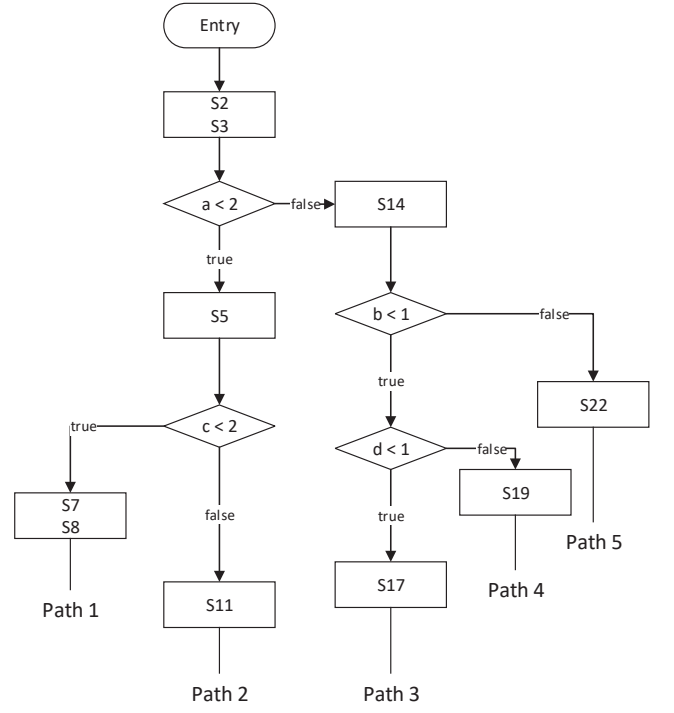 Entry
S2
S3
a < 2
false
S14
true
S5
b < 1
false
true
S22
c < 2
true
d < 1
false
S7
S8
false
true
S19
Path 5
S11
S17
Path 4
Path 1
Path 2
Path 3